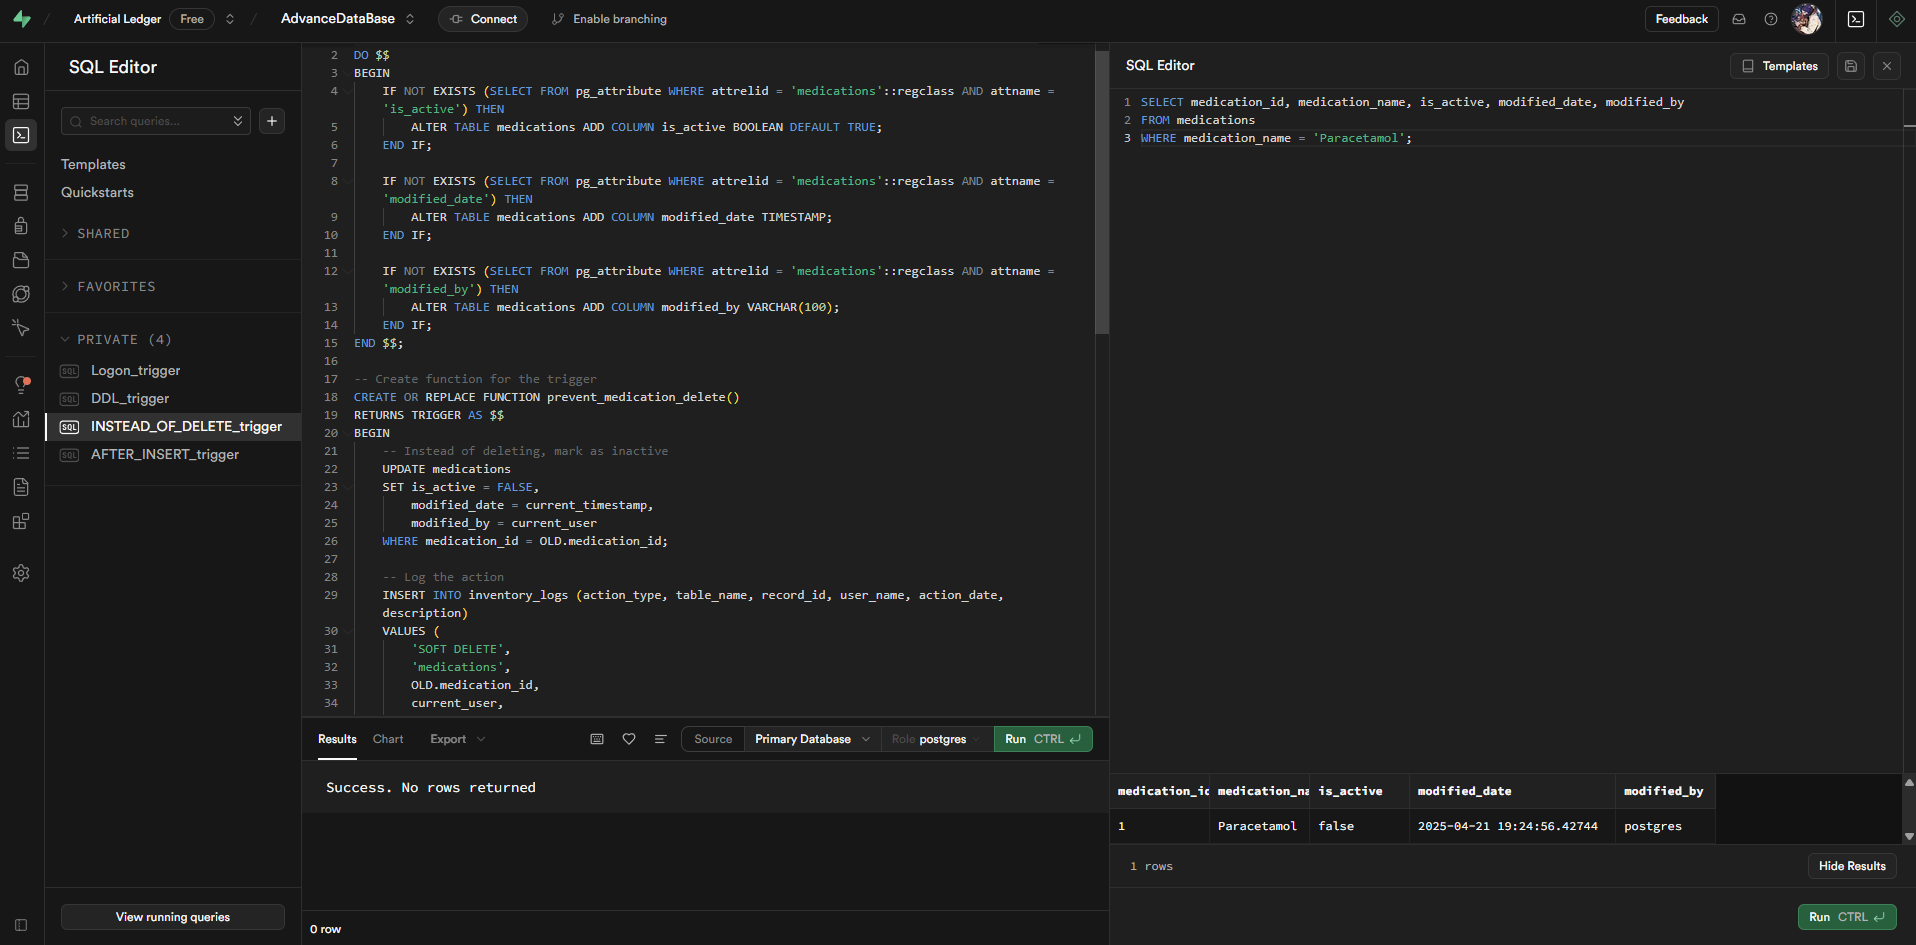 Artificial Ledger Free
AdvanceDataBase
Connect
Enable branching
Feedback
SQL Editor
Search queries...
Templates
Quickstarts
SHARED
FAVORITES
PRIVATE (4)
SQL Logon_trigger
SQL DDL_trigger
SQL INSTEAD_OF_DELETE_trigger
SQL AFTER_INSERT_trigger
View running queries
2 DO $$
3 BEGIN
4 IF NOT EXISTS (SELECT FROM pg_attribute WHERE attrelid = 'medications'::regclass AND attname =
'is_active') THEN
5 ALTER TABLE medications ADD COLUMN is_active BOOLEAN DEFAULT TRUE;
6 END IF;
7
8 IF NOT EXISTS (SELECT FROM pg_attribute WHERE attrelid = 'medications'::regclass AND attname =
'modified_date') THEN
9 ALTER TABLE medications ADD COLUMN modified_date TIMESTAMP;
10 END IF;
11
12 IF NOT EXISTS (SELECT FROM pg_attribute WHERE attrelid = 'medications'::regclass AND attname =
'modified_by') THEN
13 ALTER TABLE medications ADD COLUMN modified_by VARCHAR(100);
14 END IF;
15 END $$;
16
17 -- Create function for the trigger
18 CREATE OR REPLACE FUNCTION prevent_medication_delete()
19 RETURNS TRIGGER AS $$
20 BEGIN
21 -- Instead of deleting, mark as inactive
22 UPDATE medications
23 SET is_active = FALSE,
24 modified_date = current_timestamp,
25 modified_by = current_user
26 WHERE medication_id = OLD.medication_id;
27
28 -- Log the action
29 INSERT INTO inventory_logs (action_type, table_name, record_id, user_name, action_date,
description)
30 VALUES (
31 'SOFT DELETE',
32 'medications',
33 OLD.medication_id,
34 current_user,
Results Chart Export Source Primary Database Role postgres Run CTRL
Success. No rows returned
0 row
SQL Editor
Templates
1 SELECT medication_id, medication_name, is_active, modified_date, modified_by
2 FROM medications
3 WHERE medication_name = 'Paracetamol';
medication_id medication_na is_active modified_date modified_by
1 Paracetamol false 2025-04-21 19:24:56.42744 postgres
1 rows
Hide Results
Run CTRL